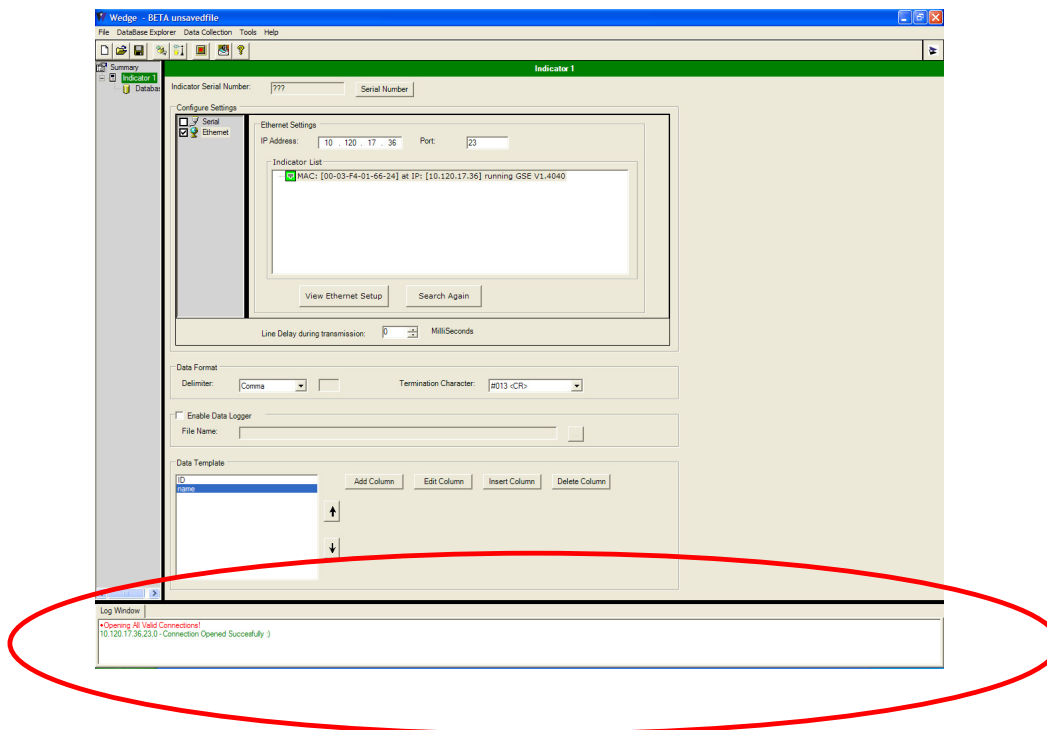 Wedge - BETA unsavedfile
File DataBase Explorer Data Collection Tools Help
Summary
Indicator 1
Databas
Indicator 1
Indicator Serial Number: ??? Serial Number
Configure Settings
Serial
Ethernet
Ethernet Settings
IP Address: 10 . 120 . 17 . 36 Port: 23
Indicator List
MAC: [00-03-F4-01-66-24] at IP: [10.120.17.36] running GSE V1.4040
View Ethernet Setup Search Again
Line Delay during transmission: 0 MilliSeconds
Data Format
Delimiter: Comma Termination Character: #013 <CR>
Enable Data Logger
File Name:
Data Template
ID
name
Add Column Edit Column Insert Column Delete Column
Log Window
+Opening All Valid Connections!
10.120.17.36.23.0 - Connection Opened Succesfully :)